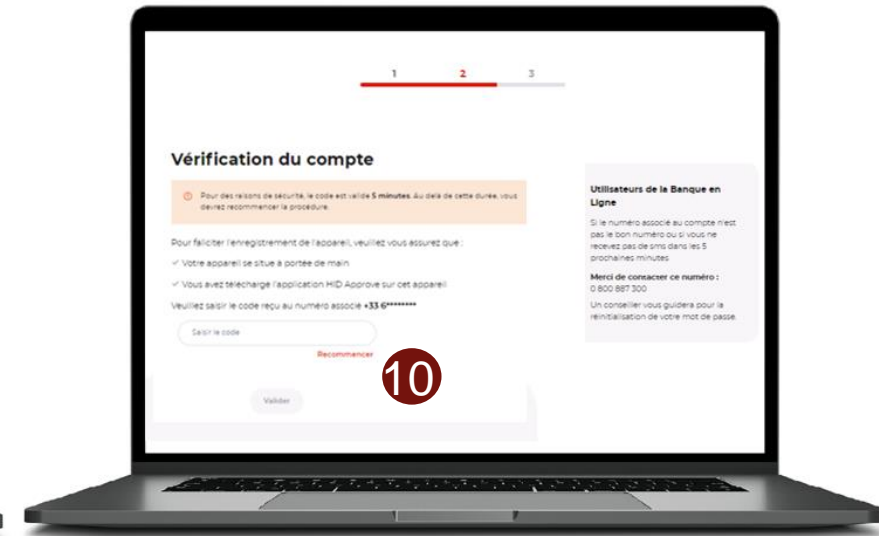 1 2 3
Vérification du compte
Pour des raisons de sécurité, le code est valide 5 minutes. Au delà de cette durée, vous
devrez recommencer la procédure.
Pour faliciter l'enregistrement de l'appareil, veuillez vous assurez que :
✓ Votre appareil se situe à portée de main
✓ Vous avez téléchargé l'application HID Approve sur cet appareil
Veuillez saisir le code reçu au numéro associé +33 6********
Saisir le code
Recommencer
10
Valider
Utilisateurs de la Banque en
Ligne
Si le numéro associé au compte n'est
pas le bon numéro ou si vous ne
recevez pas de sms dans les 5
prochaines minutes
Merci de contacter ce numéro :
0 800 887 300
Un conseiller vous guidera pour la
réinitialisation de votre mot de passe.